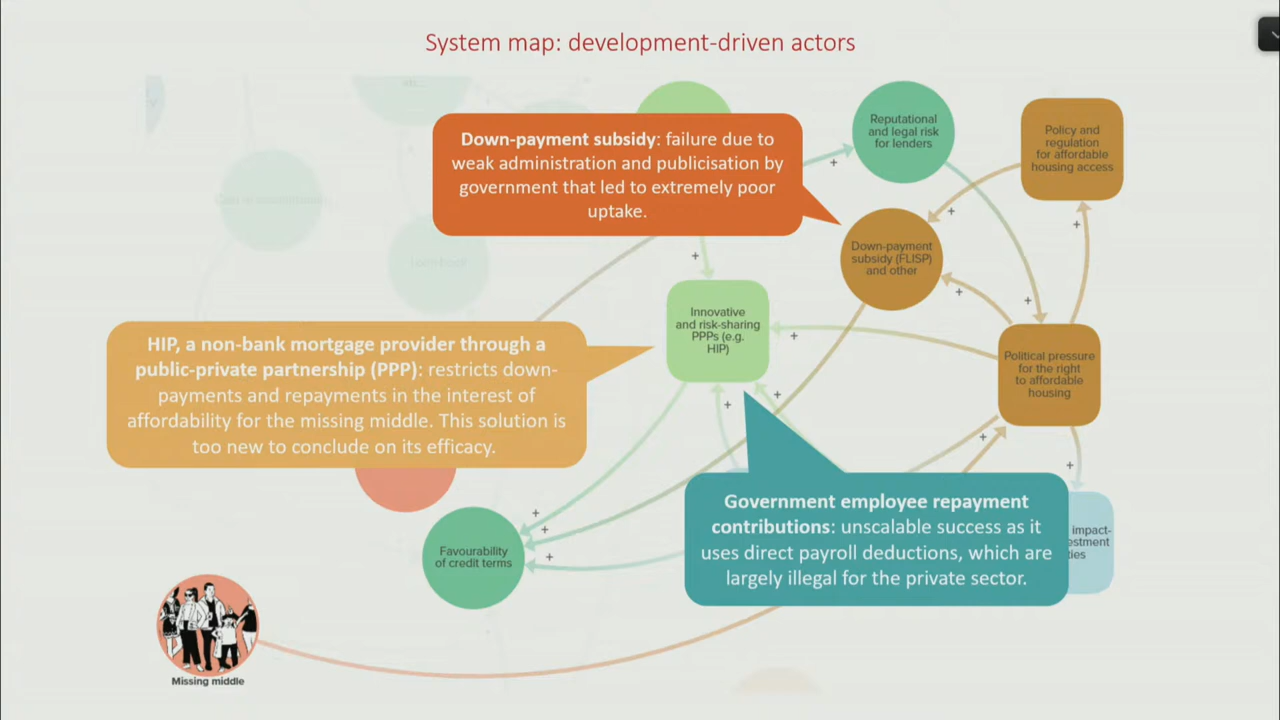 System map: development-driven actors
Down-payment subsidy: failure due to
weak administration and publicisation by
government that led to extremely poor
uptake.
Reputational
and legal risk
for lenders
Policy and
regulation
for affordable
housing access
+
+
+
Down-payment
subsidy (FLISP)
and other
+
+
+
Innovative
and risk-sharing
PPPs (e.g.
HIP)
+
HIP, a non-bank mortgage provider through a
public-private partnership (PPP): restricts down-
payments and repayments in the interest of
affordability for the missing middle. This solution is
too new to conclude on its efficacy.
Political pressure
for the right
to affordable
housing
+
+
+
+
Government employee repayment
contributions: unscalable success as it
uses direct payroll deductions, which are
largely illegal for the private sector.
impact-
+
+
+
Favourability
of credit terms
Missing middle